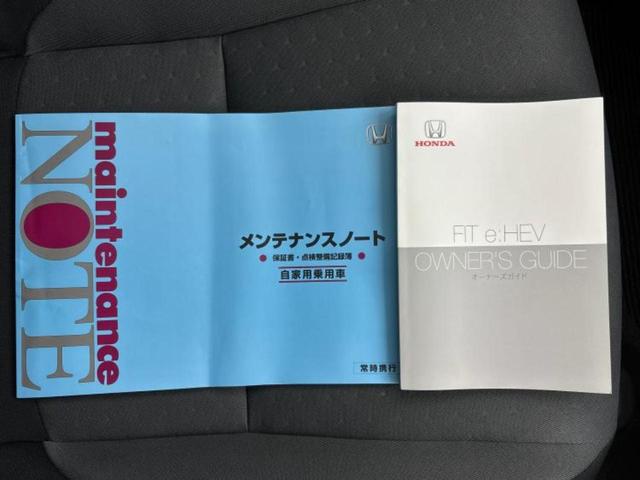 maintenance
NOTE
メンテナンスノート
● 保証書・点検整備記録簿 ●
自家用乗用車
常時携行
HONDA
FIT e:HEV
OWNER'S GUIDE
オーナーズガイド